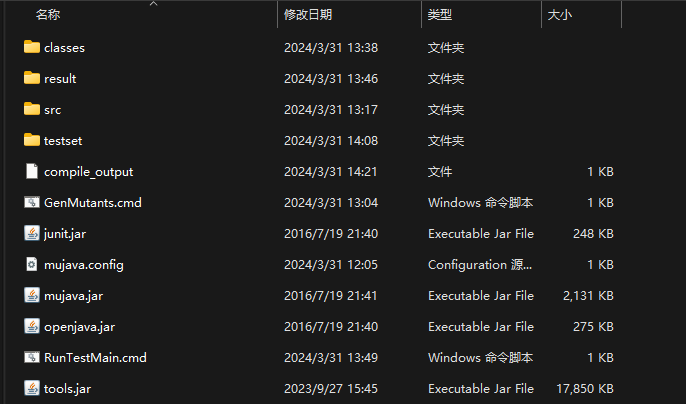 名称 修改日期 类型 大小
classes 2024/3/31 13:38 文件夹
result 2024/3/31 13:46 文件夹
src 2024/3/31 13:17 文件夹
testset 2024/3/31 14:08 文件夹
compile_output 2024/3/31 14:21 文件 1 KB
GenMutants.cmd 2024/3/31 13:04 Windows 命令脚本 1 KB
junit.jar 2016/7/19 21:40 Executable Jar File 248 KB
mujava.config 2024/3/31 12:05 Configuration 源... 1 KB
mujava.jar 2016/7/19 21:41 Executable Jar File 2,131 KB
openjava.jar 2016/7/19 21:40 Executable Jar File 275 KB
RunTestMain.cmd 2024/3/31 13:49 Windows 命令脚本 1 KB
tools.jar 2023/9/27 15:45 Executable Jar File 17,850 KB